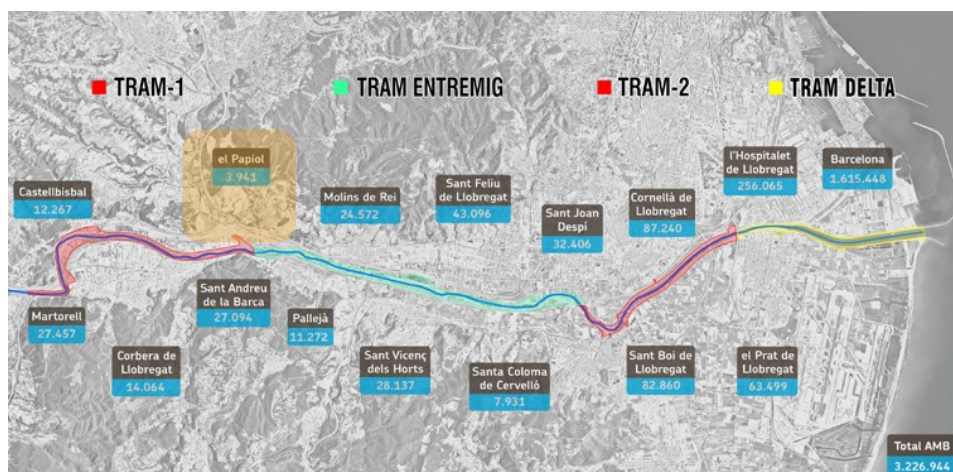 TRAM-1
TRAM ENTREMIG
TRAM-2
TRAM DELTA
el Papiol
3.941
l'Hospitalet
de Llobregat
256.065
Barcelona
1.615.448
Castellbisbal
12.267
Molins de Rei
24.572
Sant Feliu
de Llobregat
43.096
Sant Joan
Despí
32.406
Cornellà de
Llobregat
87.240
Martorell
27.457
Sant Andreu
de la Barca
27.094
Pallejà
11.272
Corbera de
Llobregat
14.064
Sant Vicenç
dels Horts
28.137
Santa Coloma
de Cervelló
7.931
Sant Boi de
Llobregat
82.860
el Prat de
Llobregat
63.499
Total AMB
3.226.944